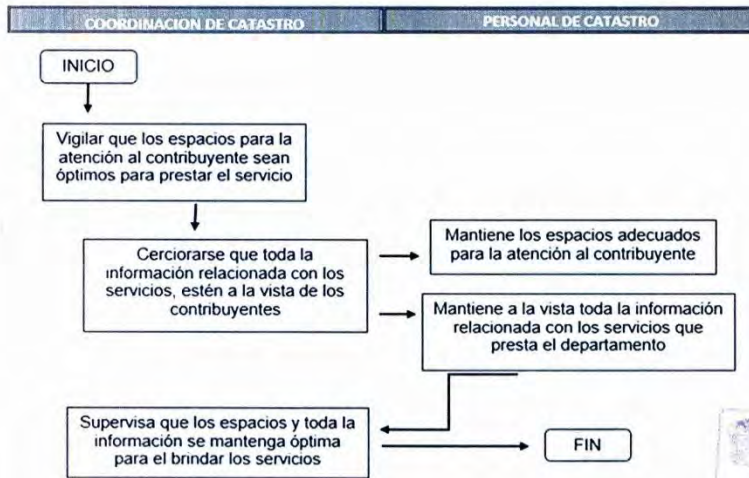 COORDINACION DE CATASTRO
PERSONAL DE CATASTRO
INICIO
Vigilar que los espacios para la
atención al contribuyente sean
óptimos para prestar el servicio
Cerciorarse que toda la
información relacionada con los
servicios, estén a la vista de los
contribuyentes
Mantiene los espacios adecuados
para la atención al contribuyente
Mantiene a la vista toda la información
relacionada con los servicios que
presta el departamento
Supervisa que los espacios y toda la
información se mantenga óptima
para el brindar los servicios
FIN